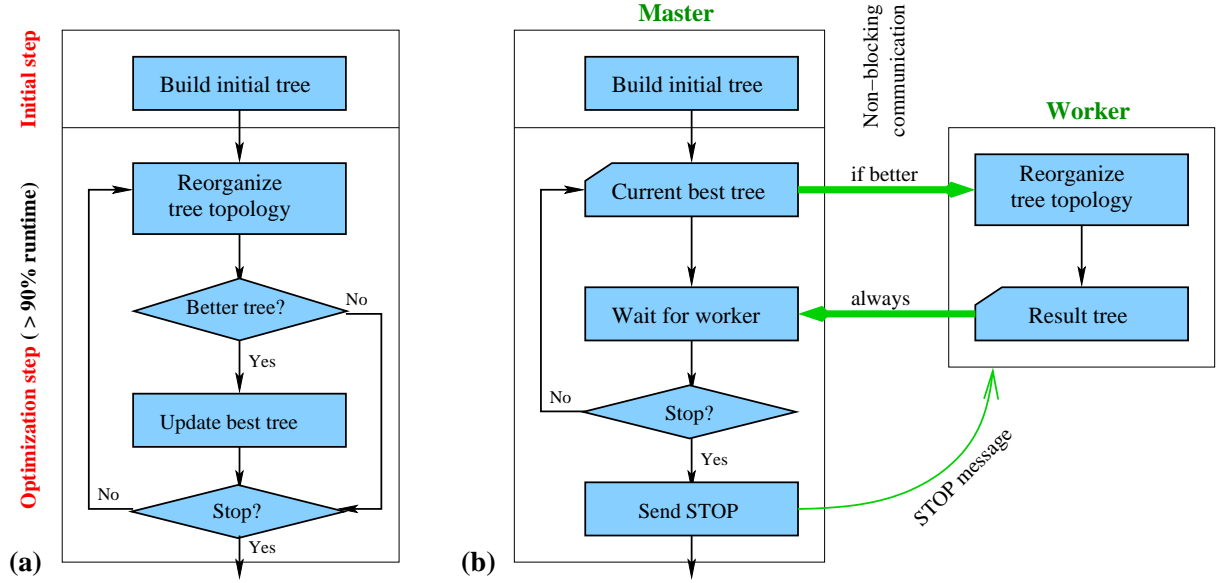 Initial step
Optimization step ( > 90% runtime)
Build initial tree
Reorganize
tree topology
Better tree?
No
Yes
Update best tree
No
Stop?
Yes
(a)
Master
Build initial tree
Current best tree
Wait for worker
No
Stop?
Yes
Send STOP
(b)
Non-blocking
communication
if better
always
STOP message
Worker
Reorganize
tree topology
Result tree